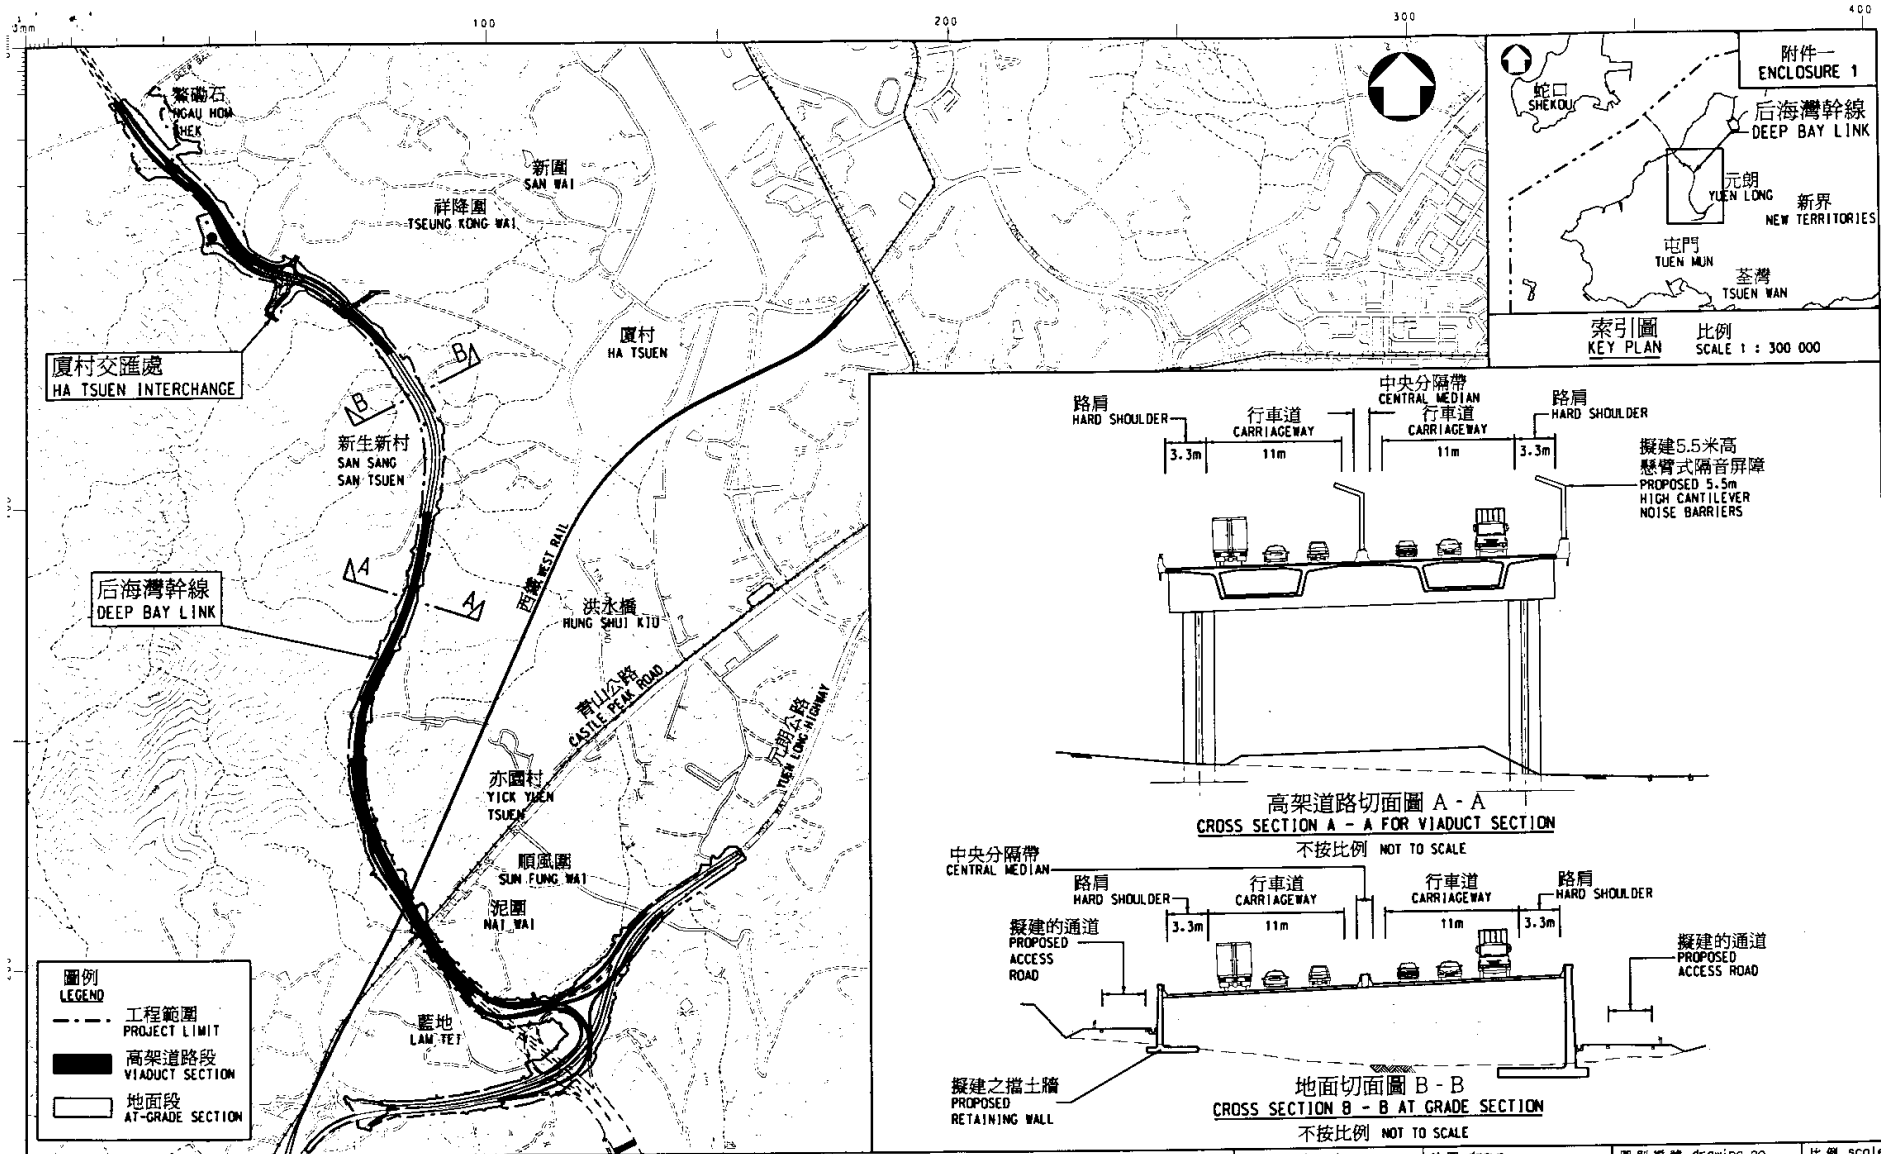 100
200
300
400
附件一
ENCLOSURE 1
蛇口
SHEKOU
后海灣幹線
DEEP BAY LINK
元朗
YUEN LONG
新界
NEW TERRITORIES
屯門
TUEN MUN
荃灣
TSUEN WAN
索引圖
KEY PLAN
比例
SCALE 1 : 300 000
鰲磡石
NGAU HOM
SHEK
新圍
SAN WAI
祥降圍
TSEUNG KONG WAI
廈村
HA TSUEN
廈村交匯處
HA TSUEN INTERCHANGE
B
B
新生新村
SAN SANG
SAN TSUEN
A
A
后海灣幹線
DEEP BAY LINK
西鐵 WEST RAIL
洪水橋
HUNG SHUI KIU
青山公路
CASTLE PEAK ROAD
元朗公路
YUEN LONG HIGHWAY
亦園村
YICK YUEN
TSUEN
順風圍
SUN FUNG WAI
泥圍
NAI WAI
藍地
LAM TEI
圖例
LEGEND
工程範圍
PROJECT LIMIT
高架道路段
VIADUCT SECTION
地面段
AT-GRADE SECTION
中央分隔帶
CENTRAL MEDIAN
路肩
HARD SHOULDER
行車道
CARRIAGEWAY
行車道
CARRIAGEWAY
路肩
HARD SHOULDER
3.3m
11m
11m
3.3m
擬建5.5米高
懸臂式隔音屏障
PROPOSED 5.5m
HIGH CANTILEVER
NOISE BARRIERS
高架道路切面圖 A - A
CROSS SECTION A - A FOR VIADUCT SECTION
不按比例 NOT TO SCALE
中央分隔帶
CENTRAL MEDIAN
路肩
HARD SHOULDER
行車道
CARRIAGEWAY
行車道
CARRIAGEWAY
路肩
HARD SHOULDER
3.3m
11m
11m
3.3m
擬建的通道
PROPOSED
ACCESS
ROAD
擬建的通道
PROPOSED
ACCESS ROAD
擬建之擋土牆
PROPOSED
RETAINING WALL
地面切面圖 B - B
CROSS SECTION B - B AT GRADE SECTION
不按比例 NOT TO SCALE